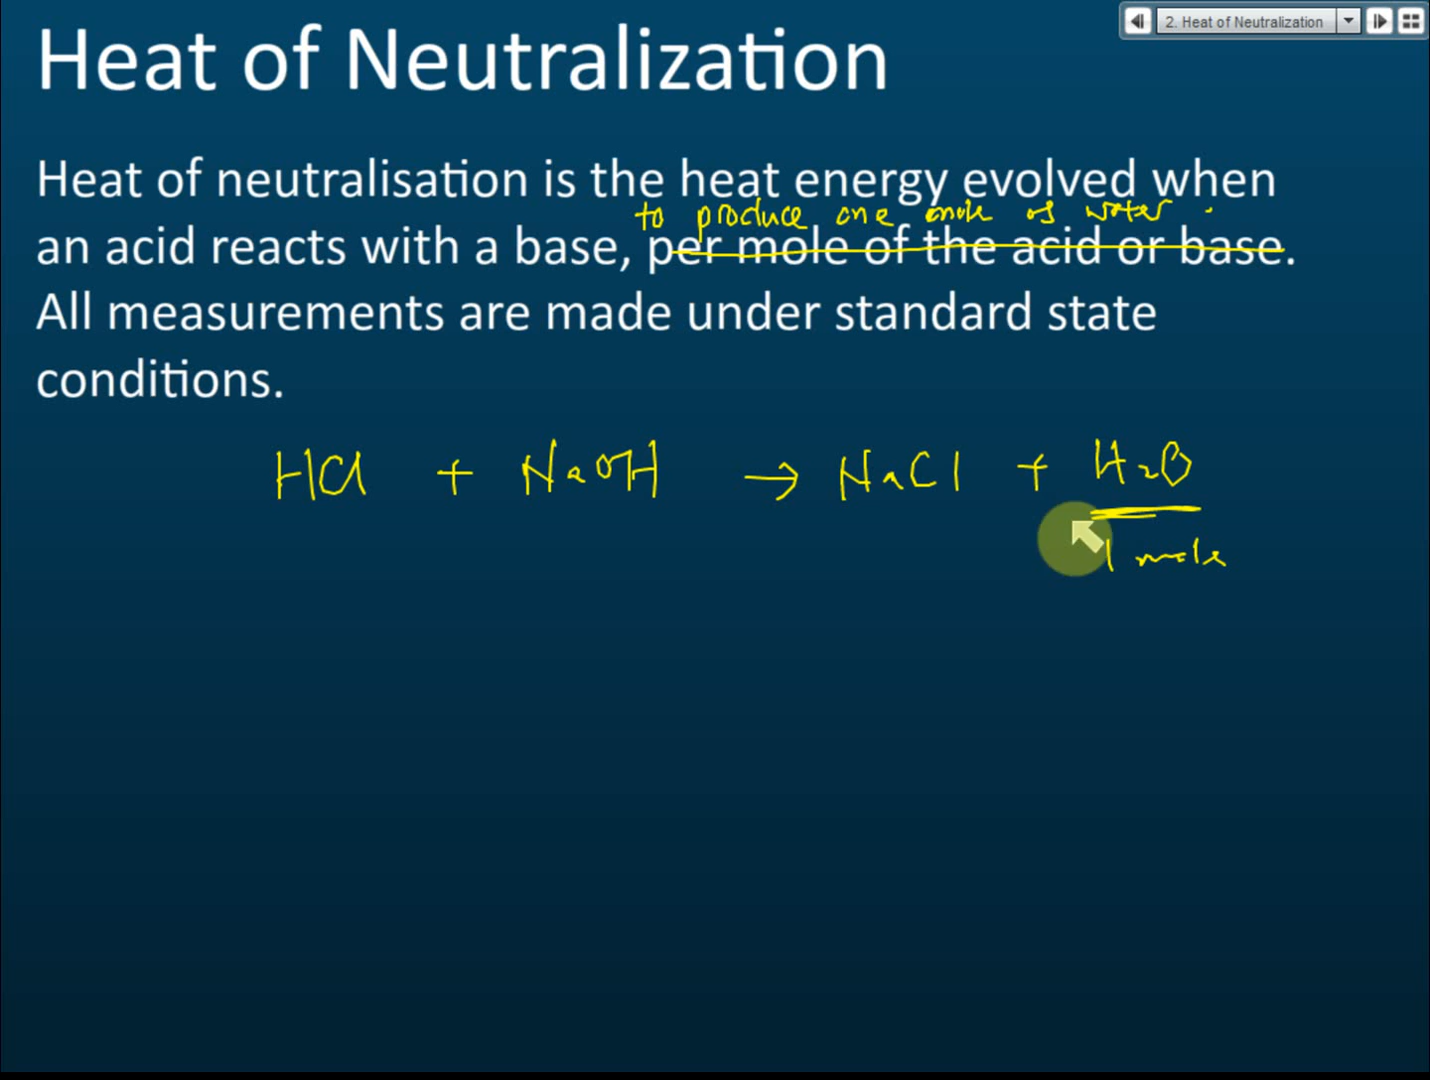 2. Heat of Neutralization
Heat of Neutralization
Heat of neutralisation is the heat energy evolved when
to produce one mole of water.
an acid reacts with a base, per mole of the acid or base.
All measurements are made under standard state
conditions.
HCl + NaOH → NaCl + H₂O
1 mole